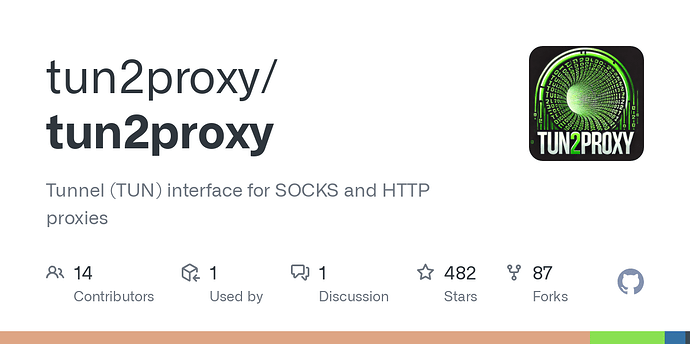 tun2proxy/
tun2proxy
TUN2PROXY
Tunnel (TUN) interface for SOCKS and HTTP
proxies
14
Contributors
1
Used by
1
Discussion
482
Stars
87
Forks